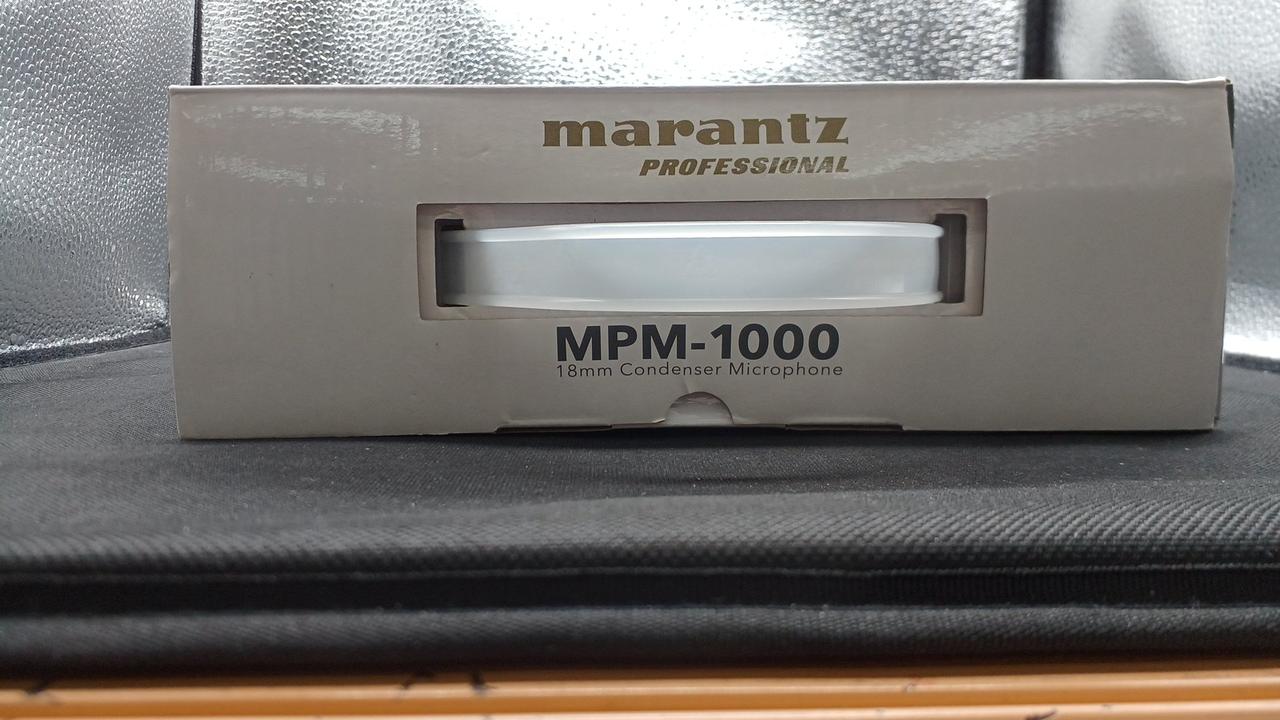 marantz
PROFESSIONAL
MPM-1000
18mm Condenser Microphone